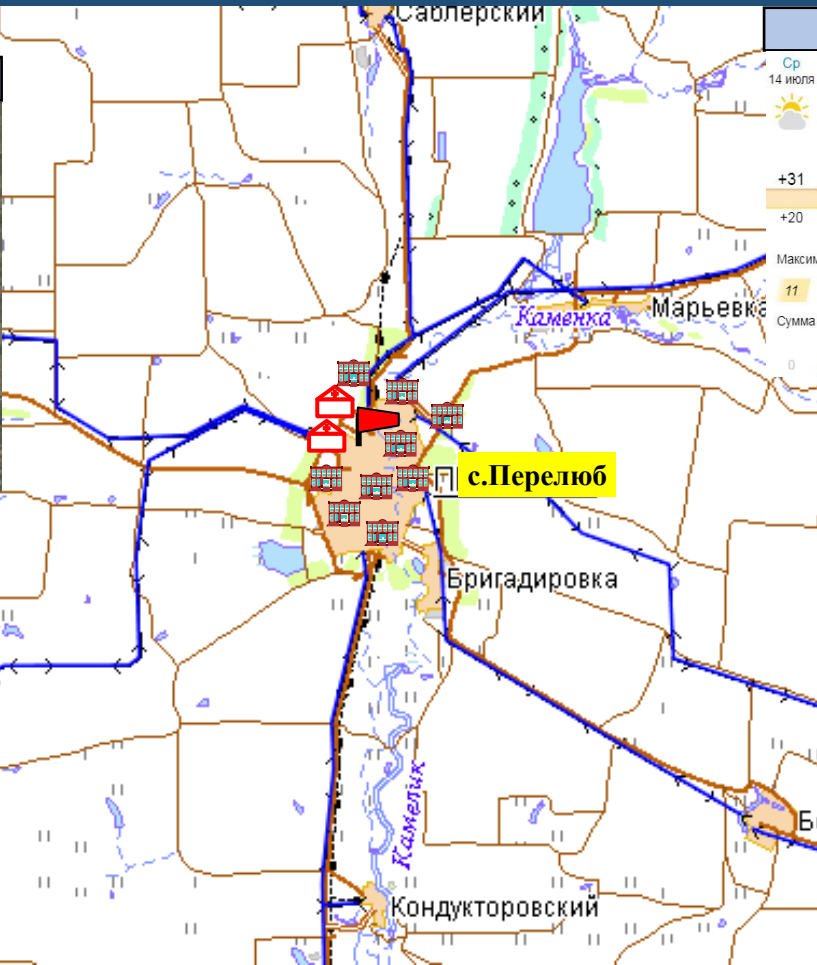 Саблерский
Ср
14 июля
+31
+20
Максим
11
Сумма
0
Марьевка
Каменка
с.Перелюб
Бригадировка
Камелик
Кондукторовский